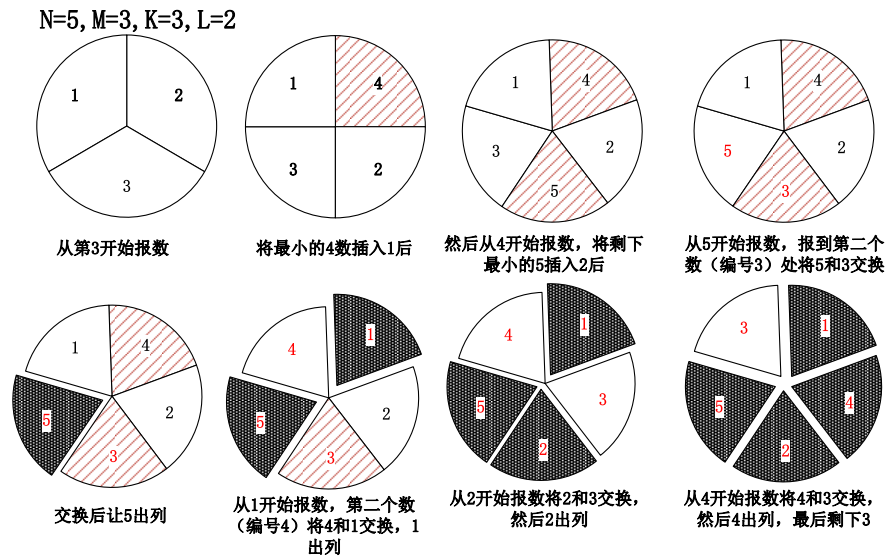 N=5,M=3,K=3,L=2
1
2
3
从第3开始报数
1
4
3
2
将最小的4数插入1后
1
4
3
2
5
然后从4开始报数，将剩下
最小的5插入2后
1
4
5
2
3
从5开始报数，报到第二个
数（编号3）处将5和3交换
1
4
5
2
3
交换后让5出列
4
1
5
2
3
从1开始报数，第二个数
（编号4）将4和1交换，1
出列
4
1
5
3
2
从2开始报数将2和3交换，
然后2出列
3
1
5
4
2
从4开始报数将4和3交换，
然后4出列，最后剩下3